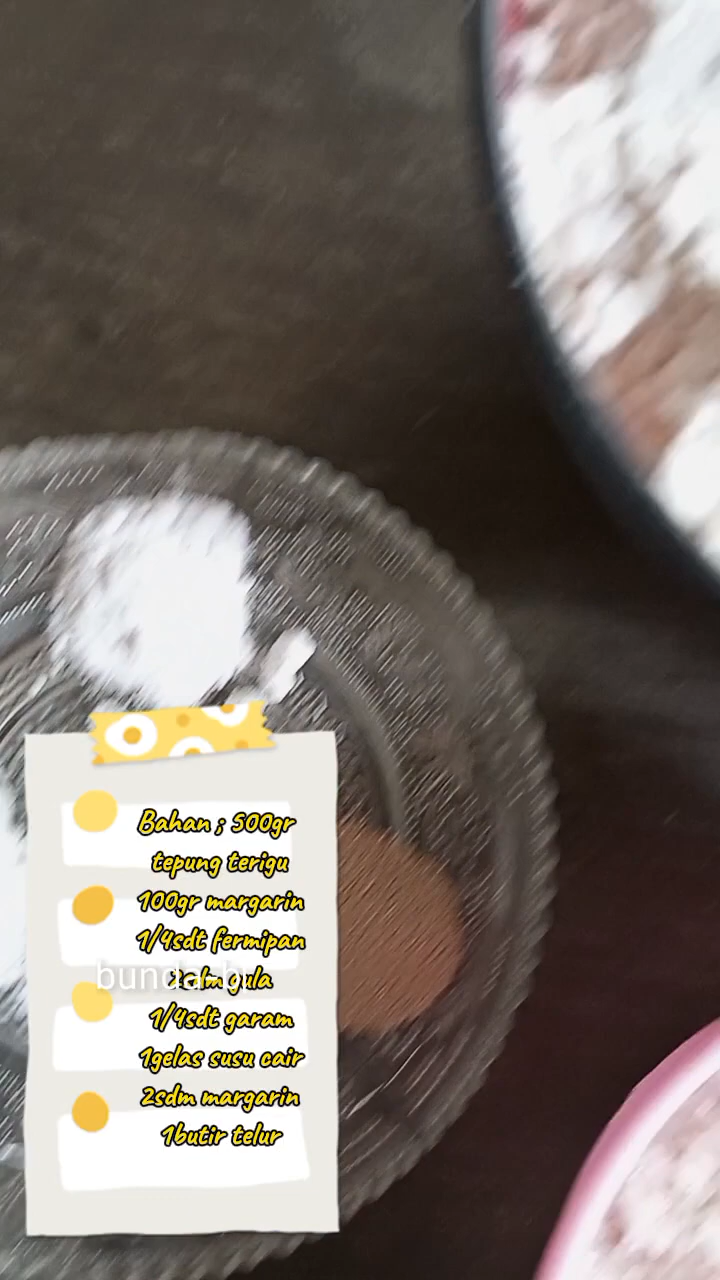 Bahan ; 500gr
tepung terigu
100gr margarin
1/4sdt fermipan
gula
1/4sdt garam
1gelas susu cair
2sdm margarin
1butir telur